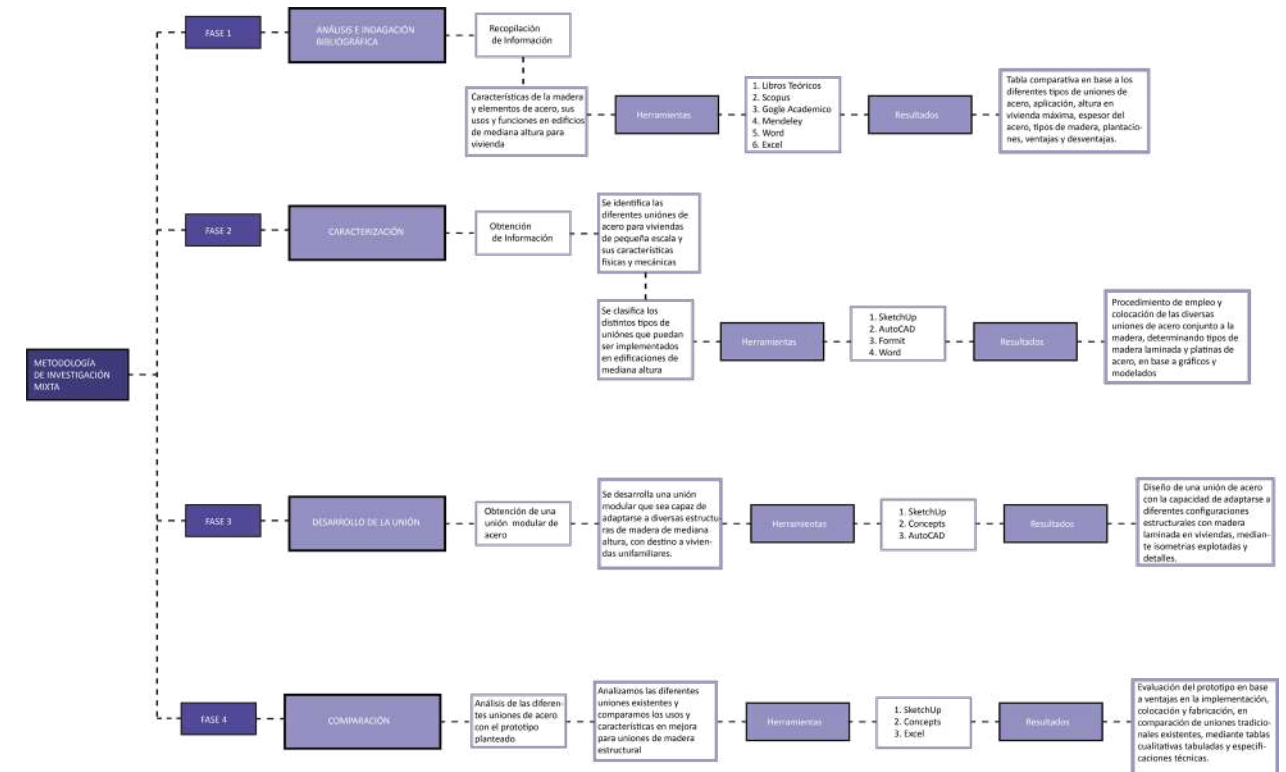 METODOLOGÍA
DE INVESTIGACIÓN
MIXTA
FASE 1
ANÁLISIS E INDAGACIÓN
BIBLIOGRÁFICA
Recopilación
de Información
Características de la madera
y elementos de acero, sus
usos y funciones en edificios
de mediana altura para
vivienda
Herramientas
1. Libros Teóricos
2. Scopus
3. Gogle Academico
4. Mendeley
5. Word
6. Excel
Resultados
Tabla comparativa en base a los
diferentes tipos de uniones de
acero, aplicación, altura en
vivienda máxima, espesor del
acero, tipos de madera, plantacio-
nes, ventajas y desventajas.
FASE 2
CARACTERIZACIÓN
Obtención
de Información
Se identifica las
diferentes uniónes de
acero para viviendas
de pequeña escala y
sus características
físicas y mecánicas
Se clasifica los
distintos tipos de
uniónes que puedan
ser implementados
en edificaciones de
mediana altura
Herramientas
1. SketchUp
2. AutoCAD
3. Formit
4. Word
Resultados
Procedimiento de empleo y
colocación de las diversas
uniones de acero conjunto a la
madera, determinando tipos de
madera laminada y platinas de
acero, en base a gráficos y
modelados
FASE 3
DESARROLLO DE LA UNIÓN
Obtención de una
unión modular de
acero
Se desarrolla una unión
modular que sea capaz de
adaptarse a diversas estructu
ras de madera de mediana
altura, con destino a vivien-
das unifamiliares.
Herramientas
1. SketchUp
2. Concepts
3. AutoCAD
Resultados
Diseño de una unión de acero
con la capacidad de adaptarse a
diferentes configuraciones
estructurales con madera
laminada en viviendas, median-
te isometrias explotadas y
detalles.
FASE 4
COMPARACIÓN
Análisis de las diferen
tes uniones de acero
con el prototipo
planteado
Analizamos las diferentes
uniones existentes y
comparamos los usos y
características en mejora
para uniones de madera
estructural
Herramientas
1. SketchUp
2. Concepts
3. Excel
Resultados
Evaluación del prototipo en base
a ventajas en la implementación,
colocación y fabricación, en
comparación de uniones tradicio-
nales existentes, mediante tablas
cualitativas tabuladas y especifi-
caciones técnicas.